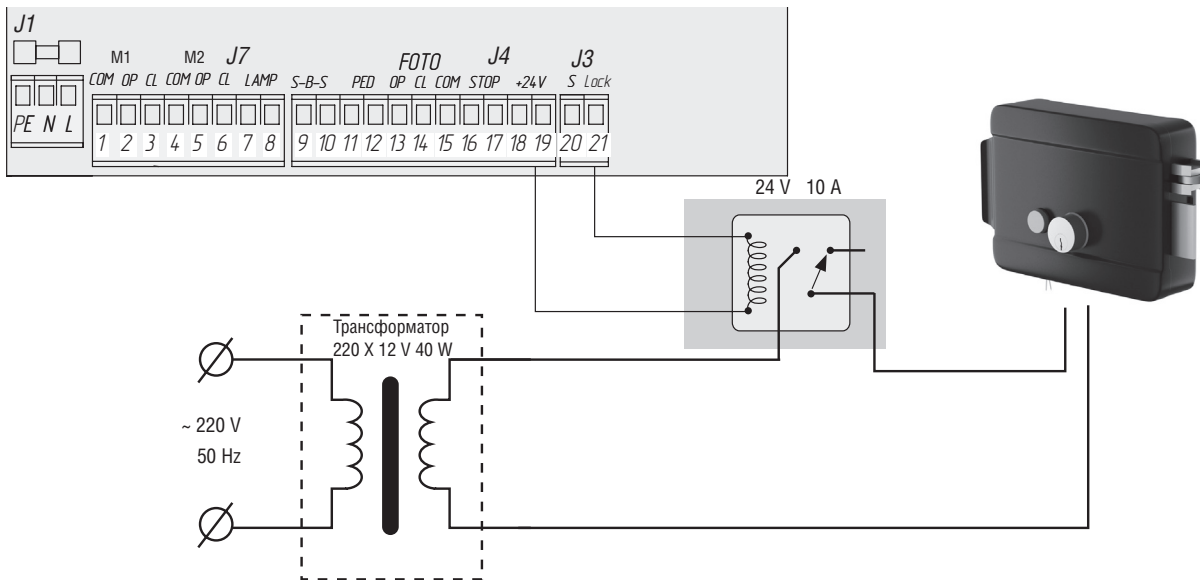 J1
M1 M2 J7 FOTO J4 J3
COM OP CL COM OP CL LAMP S-B-S PED OP CL COM STOP +24V S Lock
PE N L
1 2 3 4 5 6 7 8 9 10 11 12 13 14 15 16 17 18 19 20 21
24 V 10 A
Трансформатор
220 X 12 V 40 W
~ 220 V
50 Hz